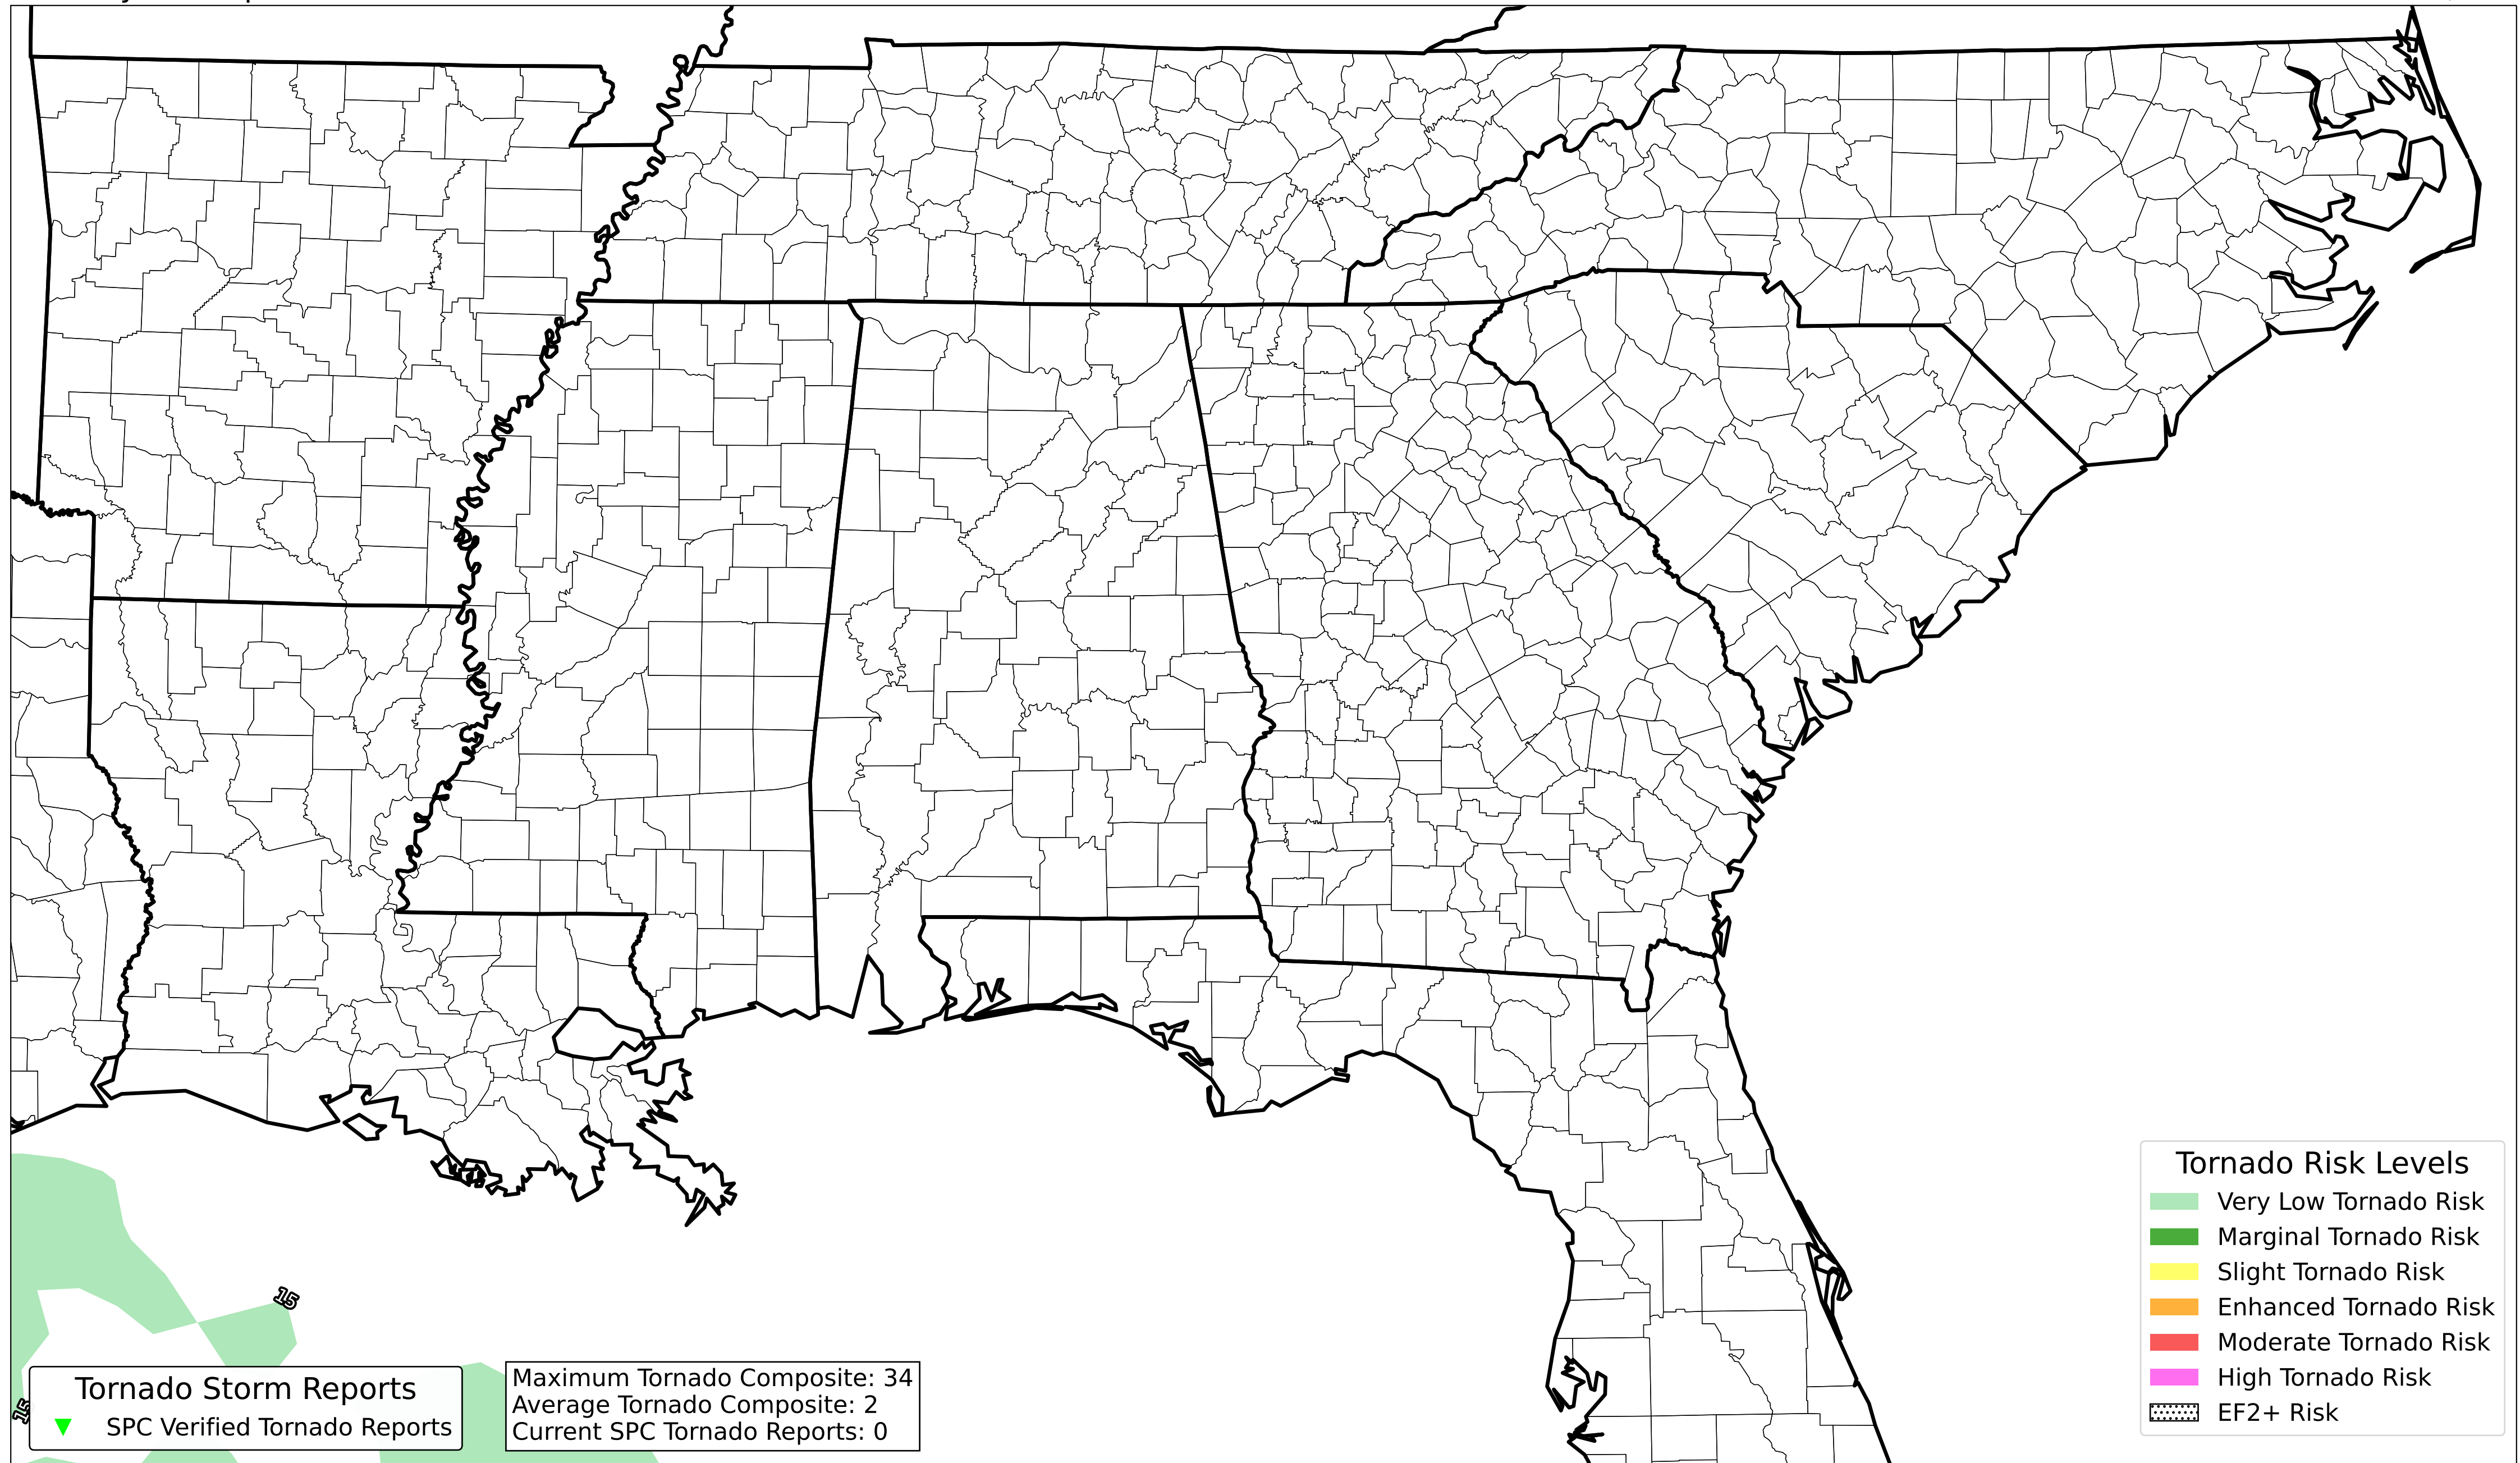 15
15
Tornado Storm Reports
SPC Verified Tornado Reports
Maximum Tornado Composite: 34
Average Tornado Composite: 2
Current SPC Tornado Reports: 0
Tornado Risk Levels
Very Low Tornado Risk
Marginal Tornado Risk
Slight Tornado Risk
Enhanced Tornado Risk
Moderate Tornado Risk
High Tornado Risk
EF2+ Risk